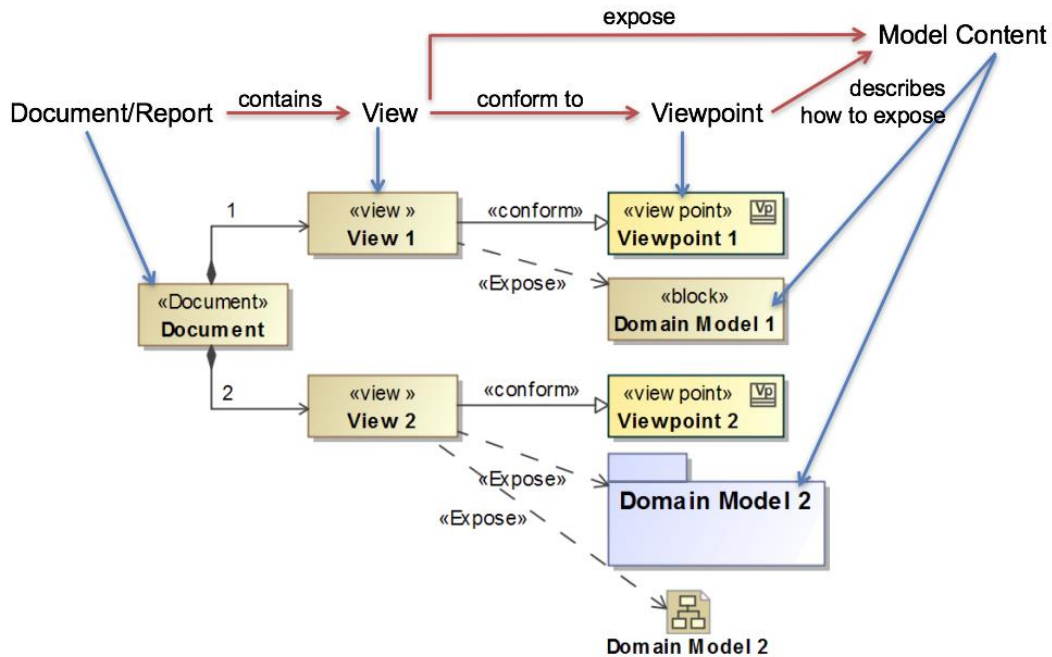 expose
Model Content
Document/Report
contains
View
conform to
Viewpoint
describes
how to expose
1
«view »
View 1
«conform»
«view point»
Vp
Viewpoint 1
«Expose»
«block»
Domain Model 1
«Document»
Document
2
«view »
View 2
«conform»
«view point»
Vp
Viewpoint 2
«Expose»
Domain Model 2
«Expose»
Domain Model 2